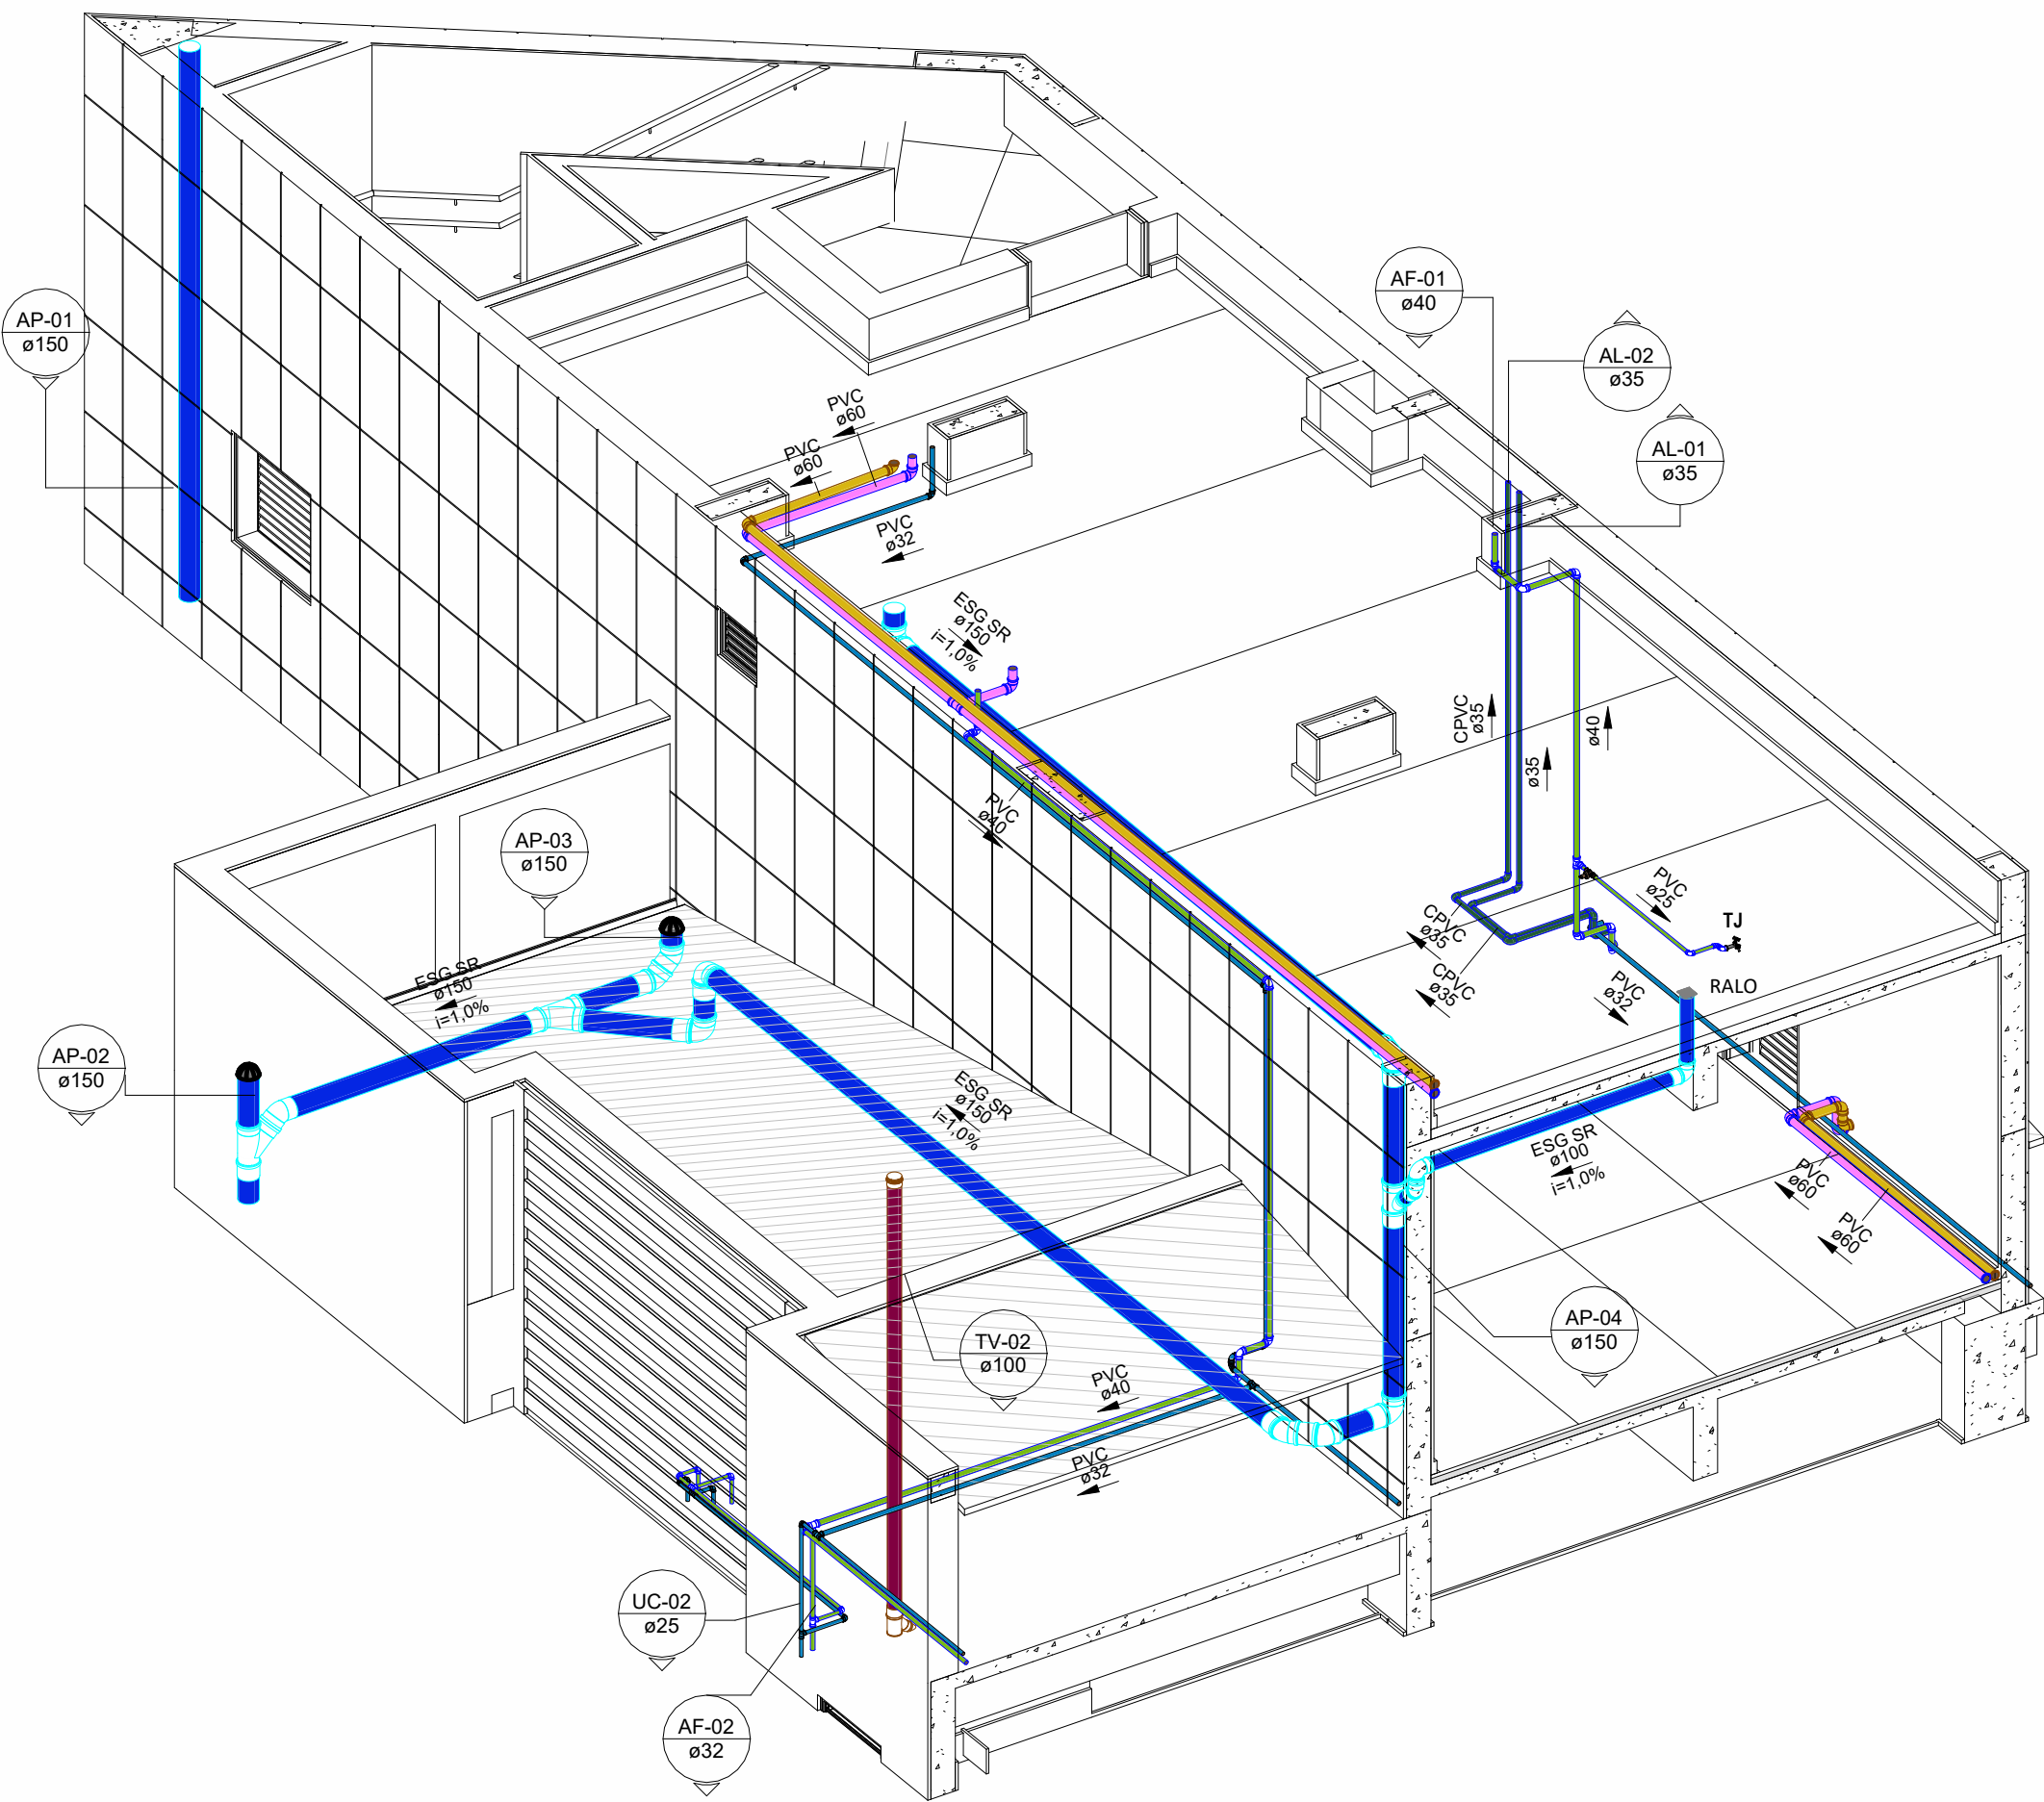 AF-01
ø40
AP-01
ø150
AL-02
ø35
AL-01
ø35
PVC
ø60
PVC
ø60
PVC
ø32
ESG SR
ø150
i=1,0%
CPVC
ø35
ø35
ø40
PVC
ø40
AP-03
ø150
PVC
ø25
TJ
CPVC
ø35
CPVC
ø35
PVC
ø32
RALO
ESG SR
ø150
i=1,0%
AP-02
ø150
ESG SR
ø150
i=1,0%
ESG SR
ø100
i=1,0%
PVC
ø60
PVC
ø60
AP-04
ø150
TV-02
ø100
PVC
ø40
PVC
ø32
UC-02
ø25
AF-02
ø32